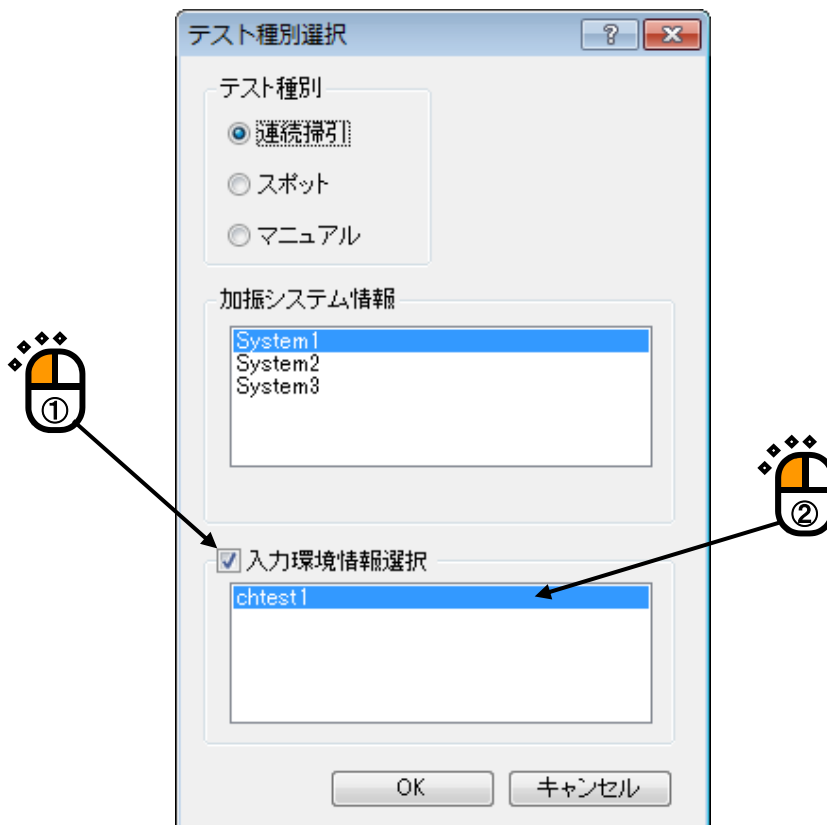 テスト種別選択
テスト種別
連続掃引
スポット
マニュアル
加振システム情報
System1
System2
System3
①
②
入力環境情報選択
chtest1
OK
キャンセル